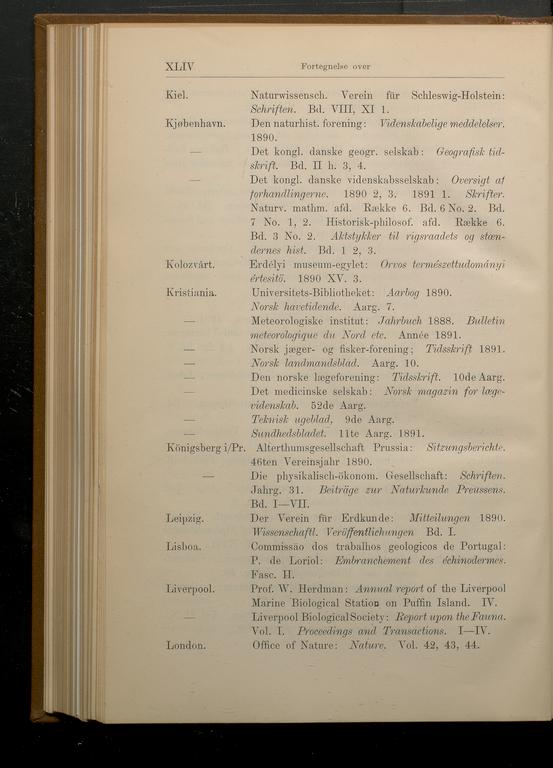 XLIV Fortegnelse over
Kiel. Naturwissensch. Verein für Schleswig-Holstein:
Schriften. Bd. VIII, XI 1.
Kjøbenhavn. Den naturhist. forening: Videnskabelige meddelelser.
1890.
— Det kongl. danske geogr. selskab: Geografisk tid-
skrift. Bd. II h. 3, 4.
— Det kongl. danske videnskabsselskab: Oversigt af
forhandlingerne. 1890 2, 3. 1891 1. Skrifter.
Naturv. mathm. afd. Række 6. Bd. 6 No. 2. Bd.
7 No. 1, 2. Historisk-philosof. afd. Række 6.
Bd. 3 No. 2. Aktstykker til rigsraadets og stæn-
dernes hist. Bd. 1 2, 3.
Kolozvárt. Erdélyi museum-egylet: Orvos természettudományi
értesitö. 1890 XV. 3.
Kristiania. Universitets-Bibliotheket: Aarbog 1890.
Norsk havetidende. Aarg. 7.
— Meteorologiske institut: Jahrbuch 1888. Bulletin
meteorologique du Nord etc. Année 1891.
— Norsk jæger- og fisker-forening; Tidsskrift 1891.
— Norsk landmandsblad. Aarg. 10.
— Den norske lægeforening: Tidsskrift. 10de Aarg.
— Det medicinske selskab: Norsk magazin for læge-
videnskab. 52de Aarg.
— Teknisk ugeblad, 9de Aarg.
— Sundhedsbladet. 11te Aarg. 1891.
Königsberg i/Pr. Alterthumsgesellschaft Prussia: Sitzungsberichte.
46ten Vereinsjahr 1890.
— Die physikalisch-ökonom. Gesellschaft: Schriften.
Jahrg. 31. Beiträge zur Naturkunde Preussens.
Bd. I—VII.
Leipzig. Der Verein für Erdkunde: Mitteilungen 1890.
Wissenschaftl. Veröffentlichungen Bd. I.
Lisboa. Commissão dos trabalhos geologicos de Portugal:
P. de Loriol: Embranchement des échinodermes.
Fasc. II.
Liverpool. Prof. W. Herdman: Annual report of the Liverpool
Marine Biological Station on Puffin Island. IV.
— Liverpool Biological Society: Report upon the Fauna.
Vol. I. Proceedings and Transactions. I—IV.
London. Office of Nature: Nature. Vol. 42, 43, 44.